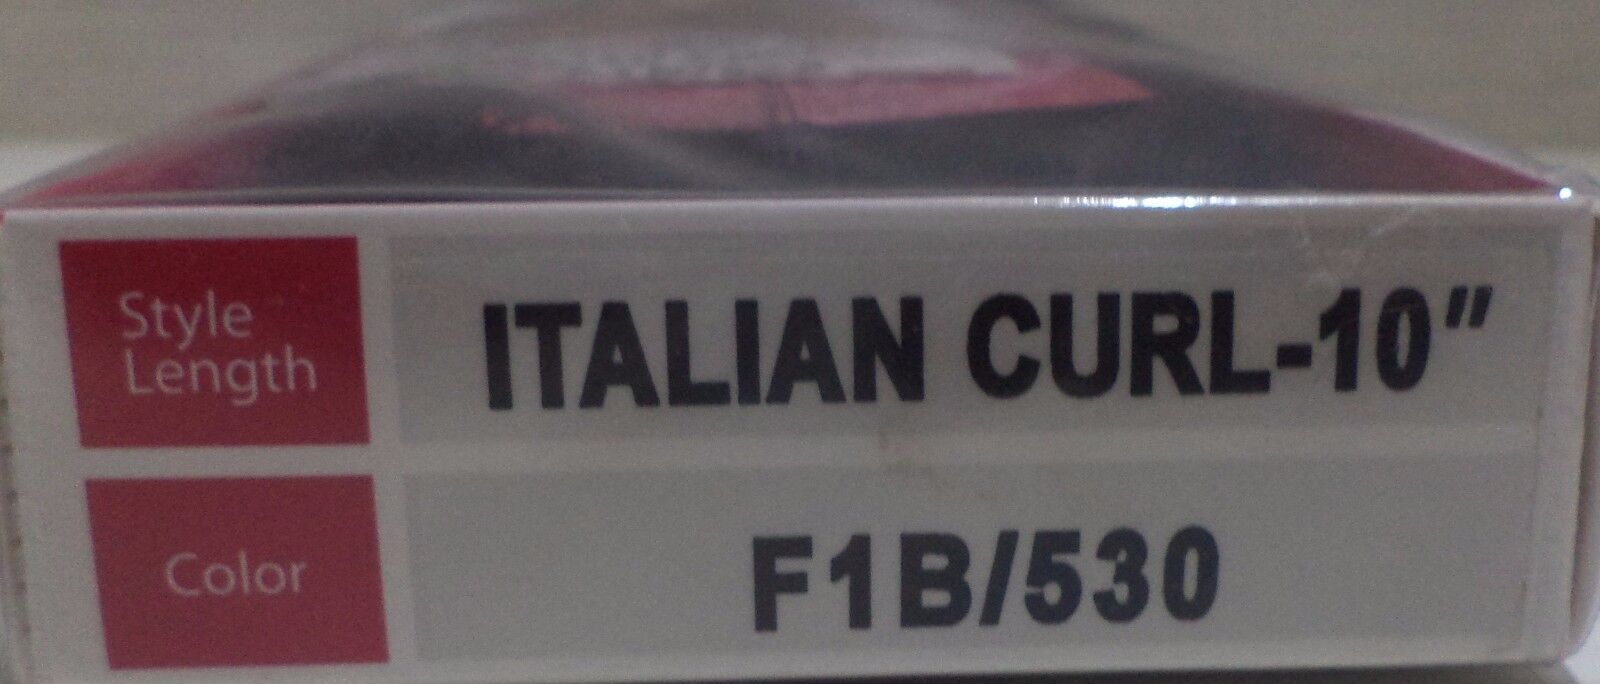 Style
Length
ITALIAN CURL-10"
Color
F1B/530